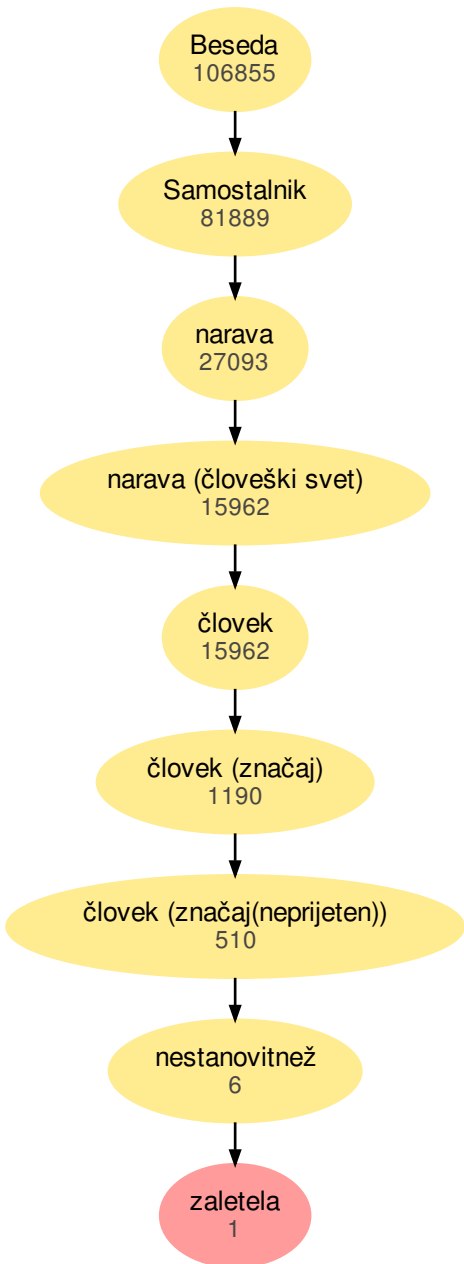 Beseda
106855
Samostalnik
81889
narava
27093
narava (človeški svet)
15962
človek
15962
človek (značaj)
1190
človek (značaj(neprijeten))
510
nestanovitnež
6
zaletela
1